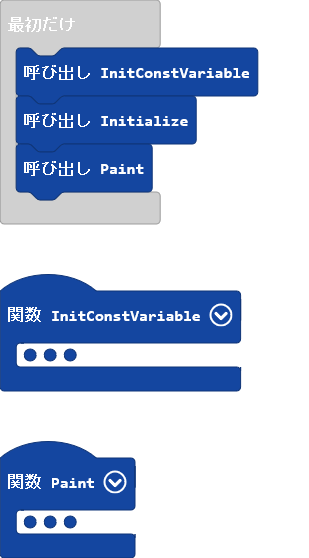 最初だけ
呼び出し InitConstVariable
呼び出し Initialize
呼び出し Paint
関数 InitConstVariable
関数 Paint